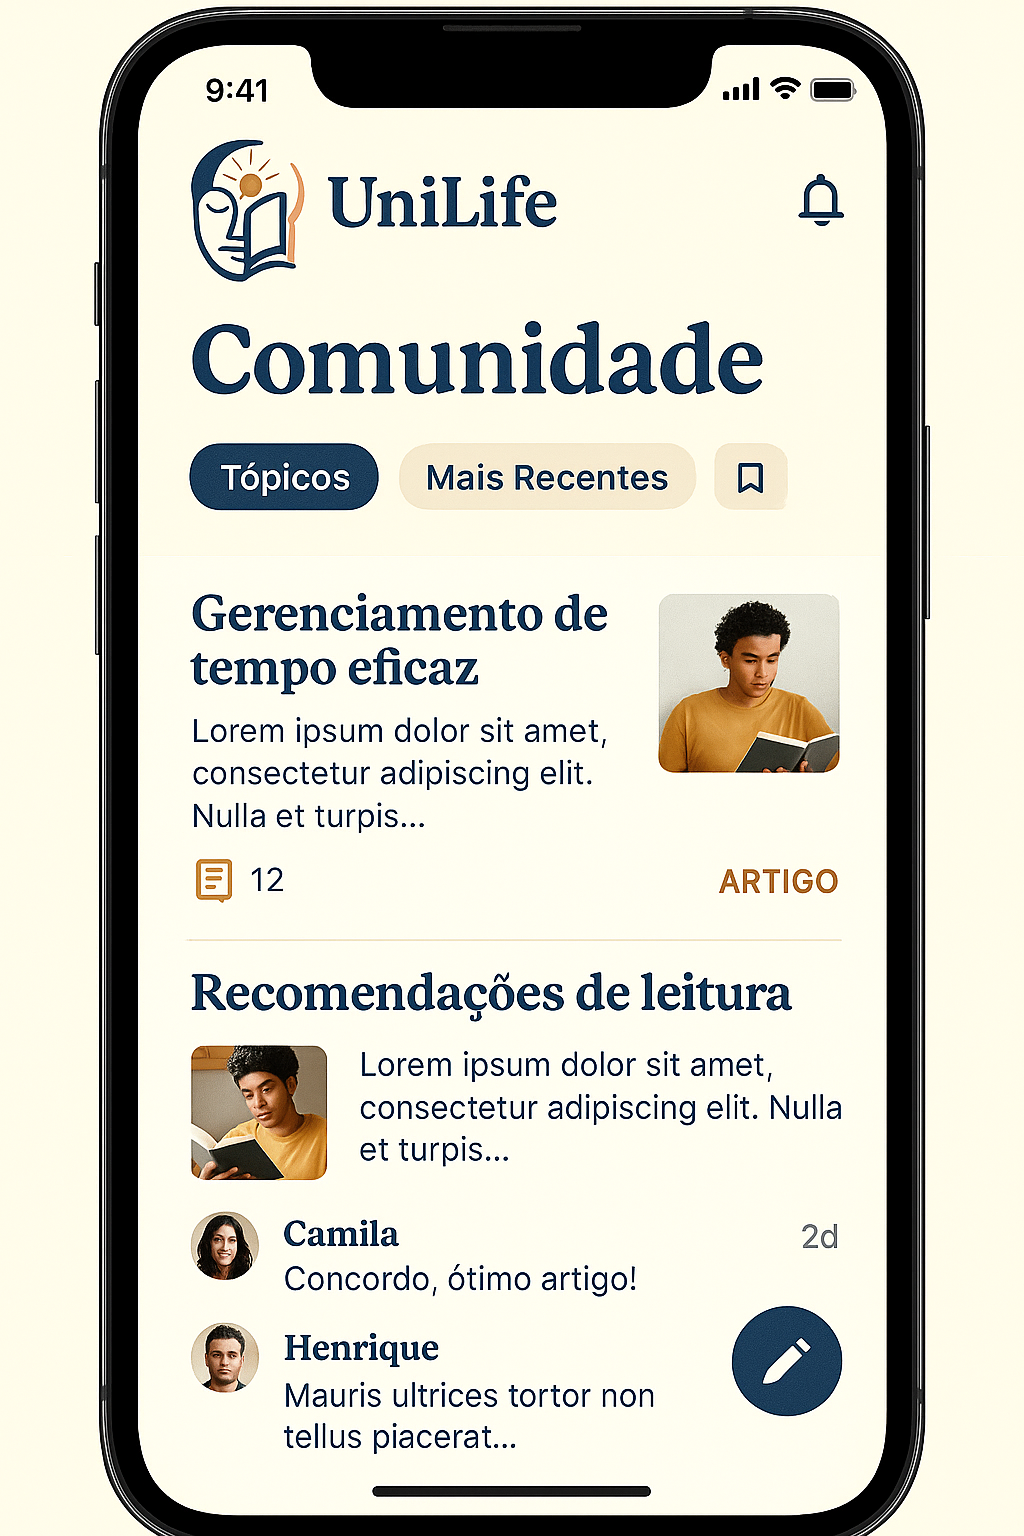 9:41
UniLife
Comunidade
Tópicos
Mais Recentes
Gerenciamento de
tempo eficaz
Lorem ipsum dolor sit amet,
consectetur adipiscing elit.
Nulla et turpis...
12
ARTIGO
Recomendações de leitura
Lorem ipsum dolor sit amet,
consectetur adipiscing elit. Nulla
et turpis...
Camila
2d
Concordo, ótimo artigo!
Henrique
Mauris ultrices tortor non
tellus piacerat...